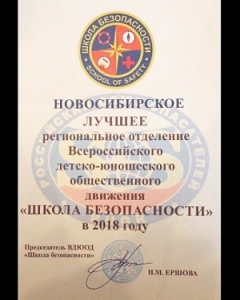 ШКОЛА БЕЗОПАСНОСТИ
SCHOOL OF SAFETY
НОВОСИБИРСКОЕ
ЛУЧШЕЕ
региональное отделение
Всероссийского
детско-юношеского
общественного
движения
«ШКОЛА БЕЗОПАСНОСТИ»
в 2018 году
Председатель ВДЮОД
«Школа безопасности»
Н.М. ЕРШОВА